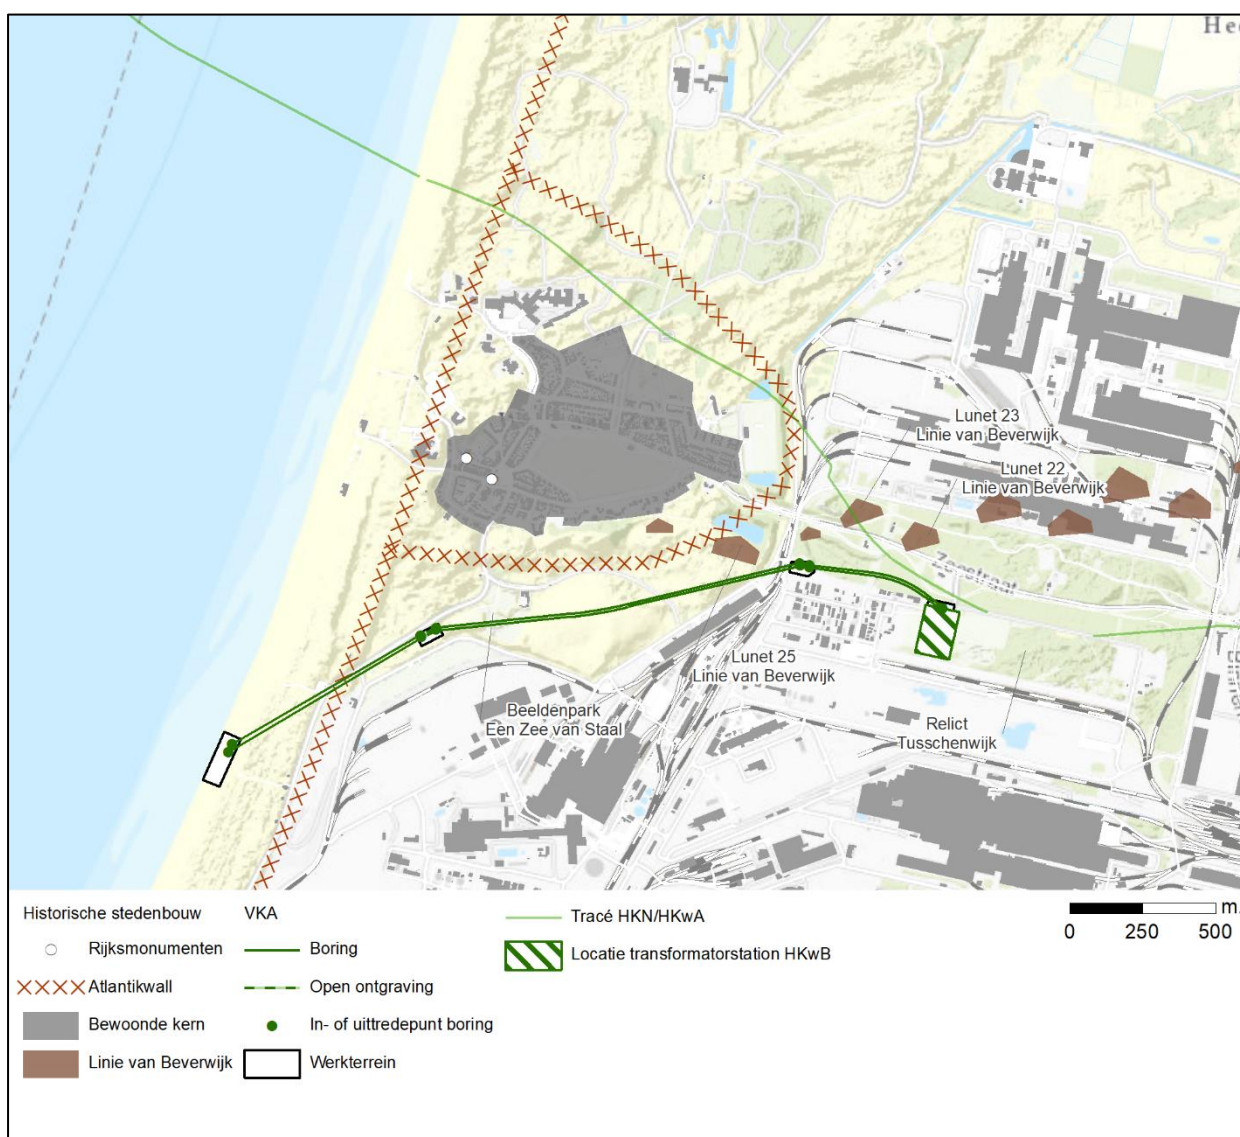 Hee
Lunet 23
Linie van Beverwijk
Lunet 22
Linie van Beverwijk
Zeestraat
Lunet 25
Linie van Beverwijk
Beeldenpark
Een Zee van Staal
Relict
Tusschenwijk
Historische stedenbouw
Rijksmonumenten
Atlantikwall
Bewoonde kern
Linie van Beverwijk
VKA
Boring
Open ontgraving
In- of uittredepunt boring
Werkterrein
Tracé HKN/HKwA
Locatie transformatorstation HKwB
m.
0 250 500